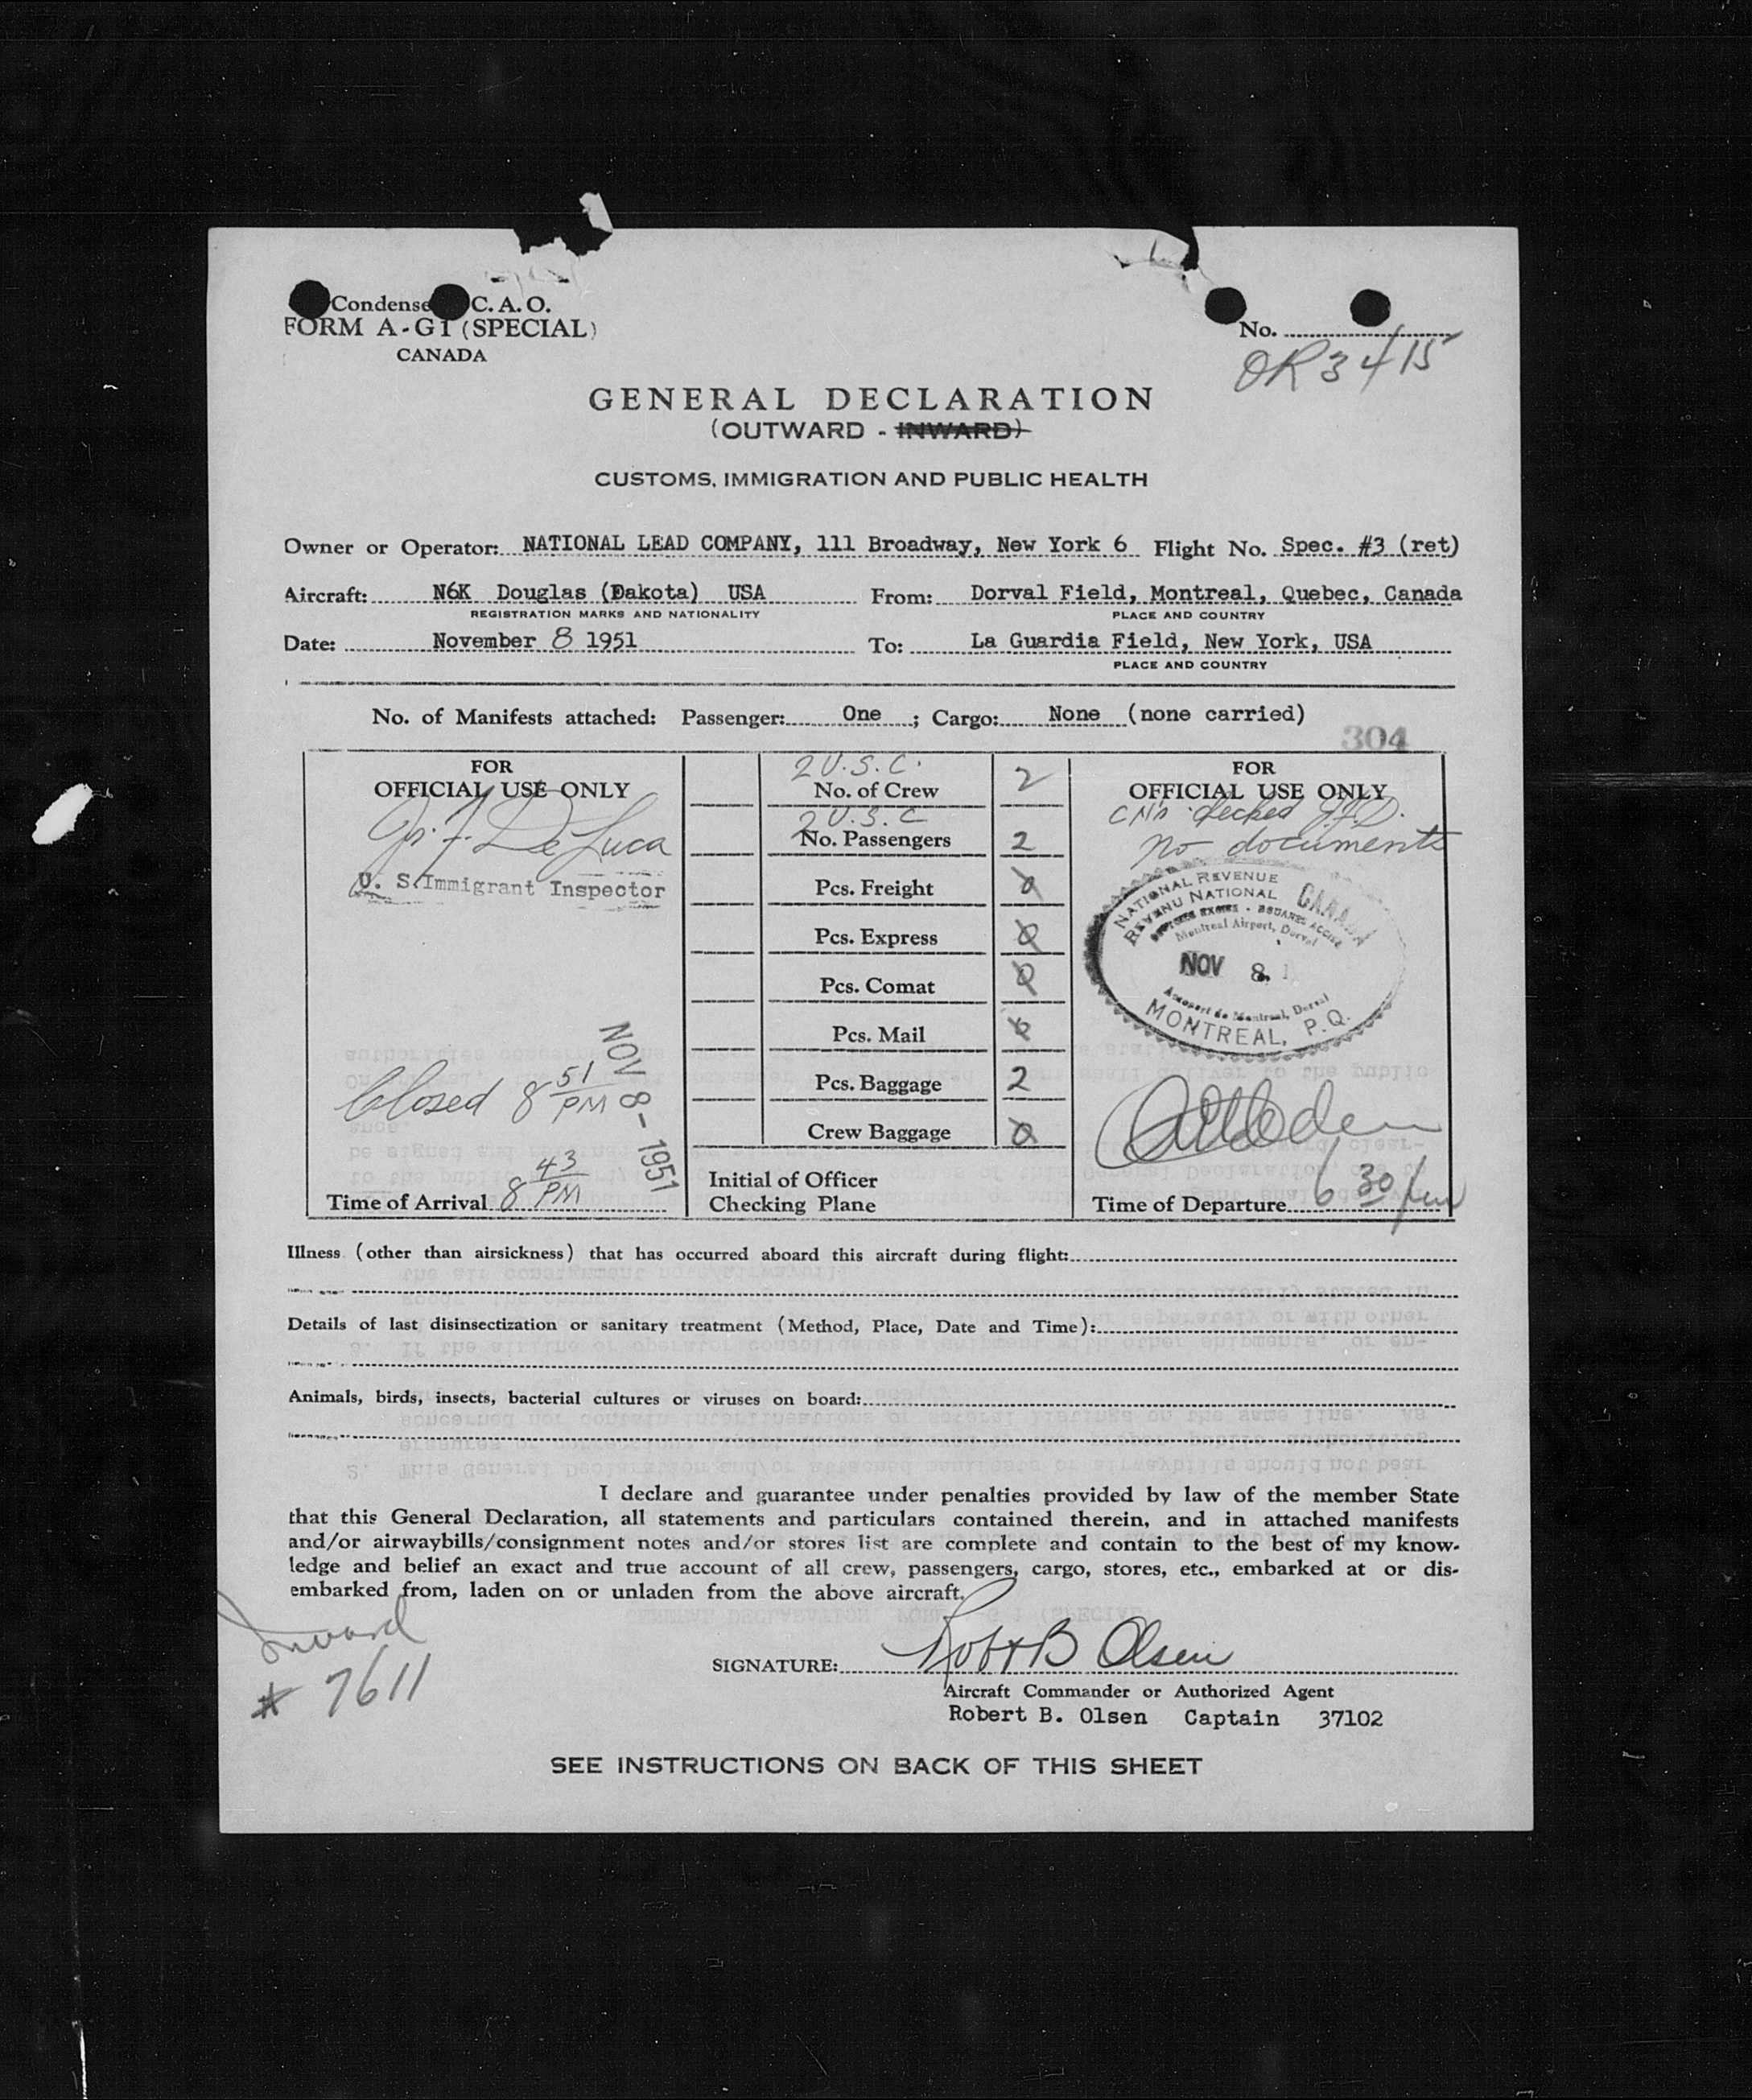 Condense C. A. O.
FORM A-G1 (SPECIAL)
CANADA
No.
OR 3415
GENERAL DECLARATION
(OUTWARD - INWARD)
CUSTOMS, IMMIGRATION AND PUBLIC HEALTH
Owner or Operator: NATIONAL LEAD COMPANY, 111 Broadway, New York 6 Flight No. Spec. #3 (ret)
Aircraft: N6K Douglas (Dakota) USA From: Dorval Field, Montreal, Quebec, Canada
REGISTRATION MARKS AND NATIONALITY PLACE AND COUNTRY
Date: November 8 1951 To: La Guardia Field, New York, USA
PLACE AND COUNTRY
No. of Manifests attached: Passenger: One ; Cargo: None (none carried)
304
FOR
OFFICIAL USE ONLY
De Luca
U. S. Immigrant Inspector
Closed 8 51 PM
NOV 8 - 1951
Time of Arrival 8 43 PM
2 U.S.C.
No. of Crew 2
2 U.S.C
No. Passengers 2
Pcs. Freight 0
Pcs. Express 0
Pcs. Comat 0
Pcs. Mail 0
Pcs. Baggage 2
Crew Baggage 0
Initial of Officer
Checking Plane
FOR
OFFICIAL USE ONLY
no documents
NATIONAL REVENUE
REVENU NATIONAL
CANADA
Montreal Airport, Dorval
NOV 8
Aeroport de Montreal, Dorval
MONTREAL, P.Q.
Time of Departure 6 30 pm
Illness (other than airsickness) that has occurred aboard this aircraft during flight:
Details of last disinsectization or sanitary treatment (Method, Place, Date and Time):
Animals, birds, insects, bacterial cultures or viruses on board:
I declare and guarantee under penalties provided by law of the member State
that this General Declaration, all statements and particulars contained therein, and in attached manifests
and/or airwaybills/consignment notes and/or stores list are complete and contain to the best of my know-
ledge and belief an exact and true account of all crew, passengers, cargo, stores, etc., embarked at or dis-
embarked from, laden on or unladen from the above aircraft.
Inward
# 7611
SIGNATURE: Robt B Olsen
Aircraft Commander or Authorized Agent
Robert B. Olsen Captain 37102
SEE INSTRUCTIONS ON BACK OF THIS SHEET